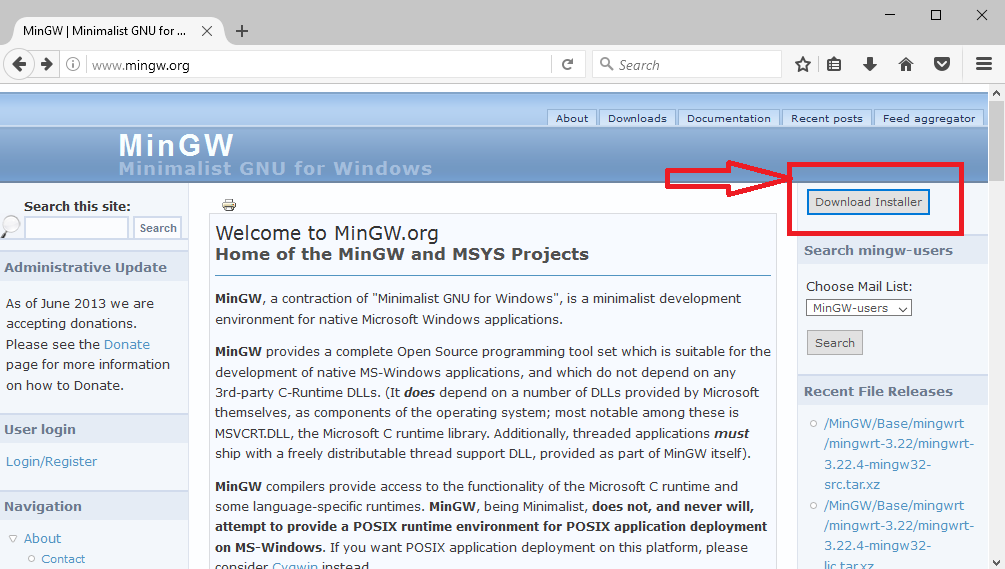 MinGW | Minimalist GNU for ...
www.mingw.org
Search
About
Downloads
Documentation
Recent posts
Feed aggregator
MinGW
Minimalist GNU for Windows
Search this site:
Search
Administrative Update
As of June 2013 we are
accepting donations.
Please see the Donate
page for more information
on how to Donate.
User login
Login/Register
Navigation
About
Contact
Welcome to MinGW.org
Home of the MinGW and MSYS Projects
MinGW, a contraction of "Minimalist GNU for Windows", is a minimalist development
environment for native Microsoft Windows applications.
MinGW provides a complete Open Source programming tool set which is suitable for the
development of native MS-Windows applications, and which do not depend on any
3rd-party C-Runtime DLLs. (It does depend on a number of DLLs provided by Microsoft
themselves, as components of the operating system; most notable among these is
MSVCRT.DLL, the Microsoft C runtime library. Additionally, threaded applications must
ship with a freely distributable thread support DLL, provided as part of MinGW itself).
MinGW compilers provide access to the functionality of the Microsoft C runtime and
some language-specific runtimes. MinGW, being Minimalist, does not, and never will,
attempt to provide a POSIX runtime environment for POSIX application deployment
on MS-Windows. If you want POSIX application deployment on this platform, please
consider Cygwin instead.
Download Installer
Search mingw-users
Choose Mail List:
MinGW-users
Search
Recent File Releases
/MinGW/Base/mingwrt
/mingwrt-3.22/mingwrt-
3.22.4-mingw32-
src.tar.xz
/MinGW/Base/mingwrt
/mingwrt-3.22/mingwrt-
3.22.4-mingw32-
lic.tar.xz